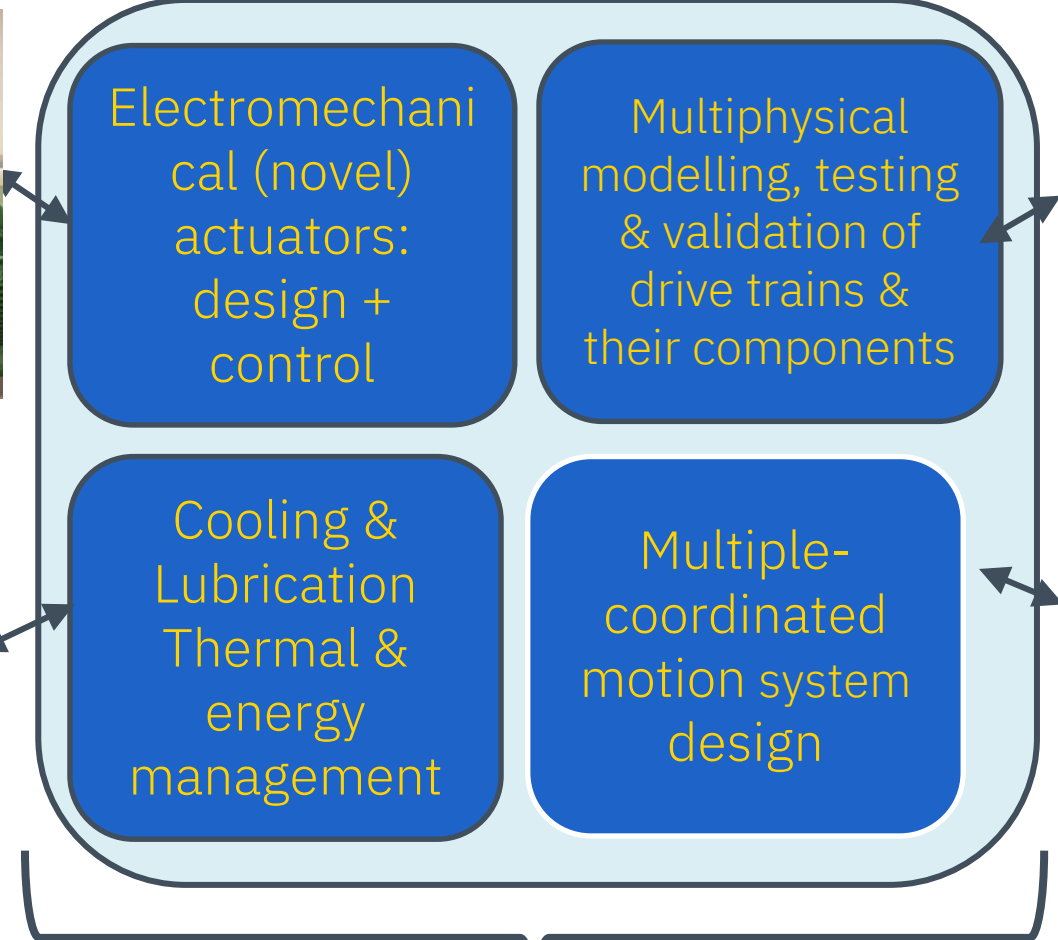 Electromechani
cal (novel)
actuators:
design +
control
Multiphysical
modelling, testing
& validation of
drive trains &
their components
Cooling &
Lubrication
Thermal &
energy
management
Multiple-
coordinated
motion system
design